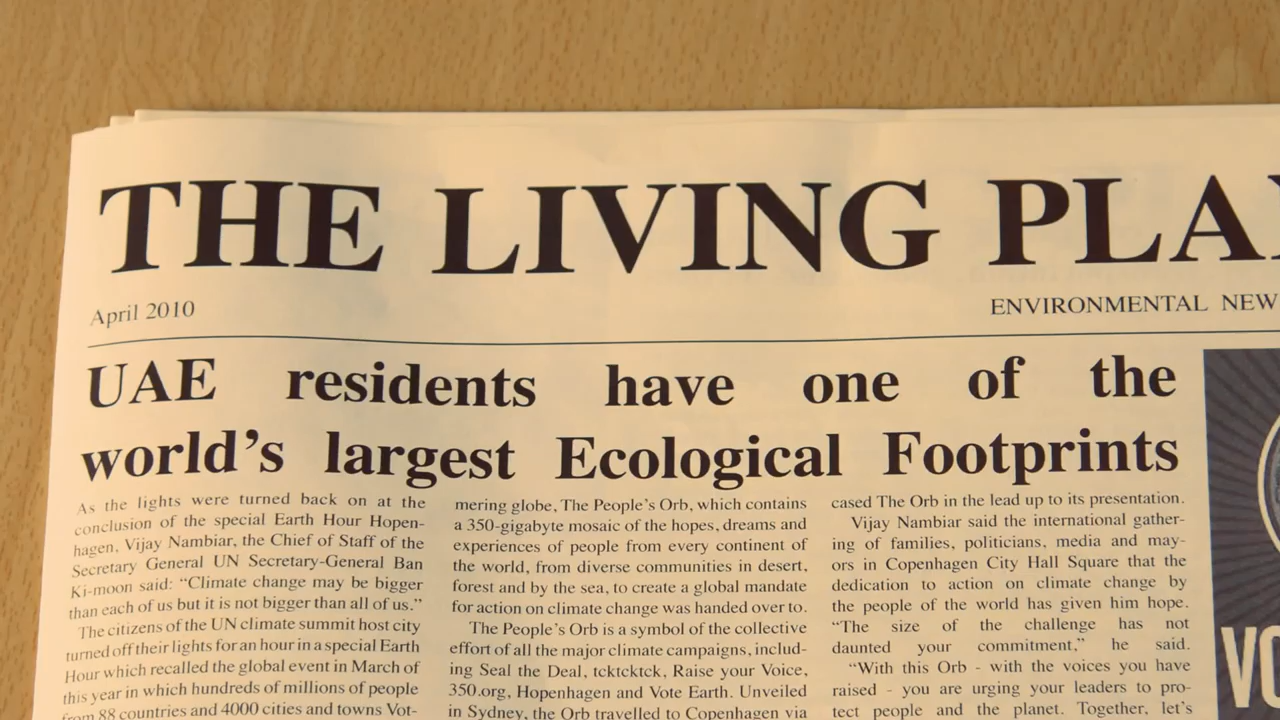 THE LIVING PLA
April 2010
ENVIRONMENTAL NEW
UAE residents have one of the
world's largest Ecological Footprints
As the lights were turned back on at the
conclusion of the special Earth Hour Hopen-
hagen, Vijay Nambiar, the Chief of Staff of the
Secretary General UN Secretary-General Ban
Ki-moon said: “Climate change may be bigger
than each of us but it is not bigger than all of us.”
The citizens of the UN climate summit host city
turned off their lights for an hour in a special Earth
Hour which recalled the global event in March of
this year in which hundreds of millions of people
from 88 countries and 4000 cities and towns Vot-
mering globe, The People's Orb, which contains
a 350-gigabyte mosaic of the hopes, dreams and
experiences of people from every continent of
the world, from diverse communities in desert,
forest and by the sea, to create a global mandate
for action on climate change was handed over to.
The People's Orb is a symbol of the collective
effort of all the major climate campaigns, includ-
ing Seal the Deal, tcktcktck, Raise your Voice,
350.org, Hopenhagen and Vote Earth. Unveiled
in Sydney, the Orb travelled to Copenhagen via
cased The Orb in the lead up to its presentation.
Vijay Nambiar said the international gather-
ing of families, politicians, media and may-
ors in Copenhagen City Hall Square that the
dedication to action on climate change by
the people of the world has given him hope.
“The size of the challenge has not
daunted your commitment,” he said.
“With this Orb - with the voices you have
raised - you are urging your leaders to pro-
tect people and the planet. Together, let's
VO